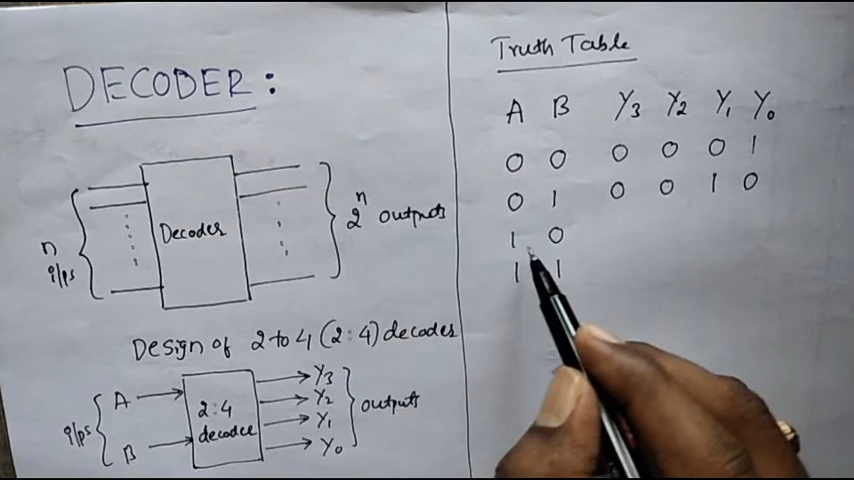 DECODER:
n i/ps
Decoder
2^n outputs
Design of 2 to 4 (2:4) decoder
i/ps
A
B
2:4 decoder
Y3
Y2
Y1
Y0
outputs
Truth Table
A B Y3 Y2 Y1 Y0
0 0 0 0 0 1
0 1 0 0 1 0
1 0
1 1